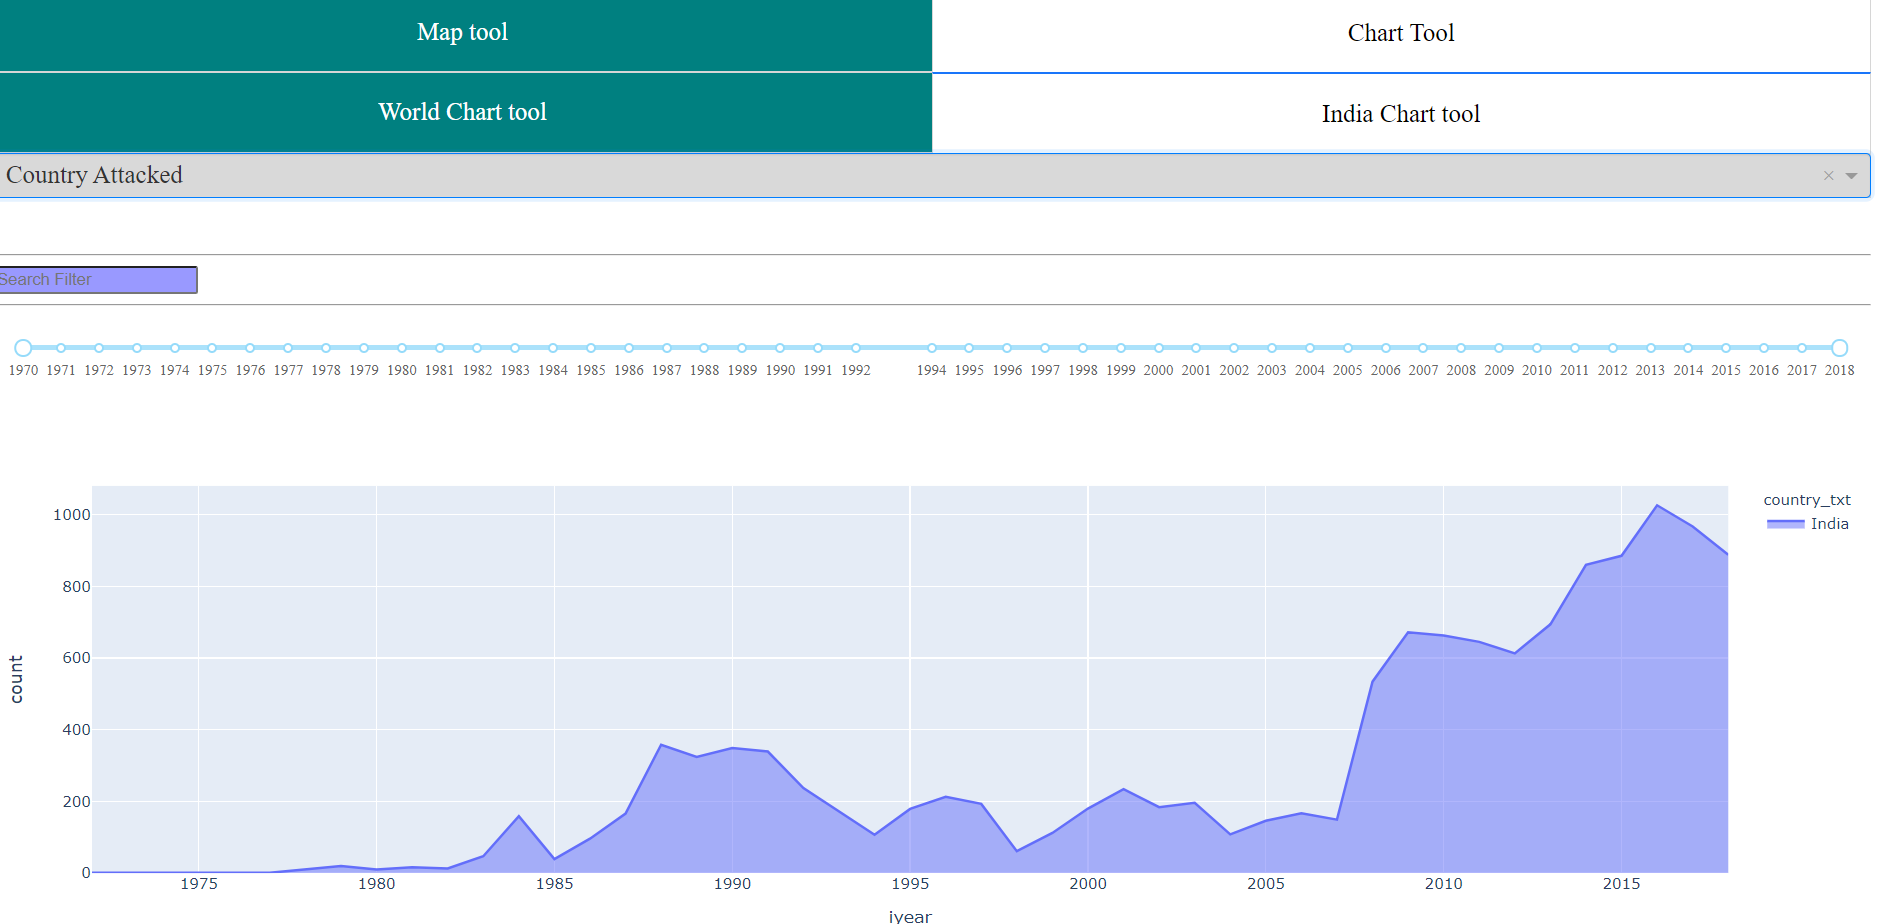 Map tool Chart Tool
World Chart tool India Chart tool
Country Attacked ×
Search Filter
1970 1971 1972 1973 1974 1975 1976 1977 1978 1979 1980 1981 1982 1983 1984 1985 1986 1987 1988 1989 1990 1991 1992 1994 1995 1996 1997 1998 1999 2000 2001 2002 2003 2004 2005 2006 2007 2008 2009 2010 2011 2012 2013 2014 2015 2016 2017 2018
country_txt
India
1000
800
600
400
200
0
count
1975 1980 1985 1990 1995 2000 2005 2010 2015
iyear